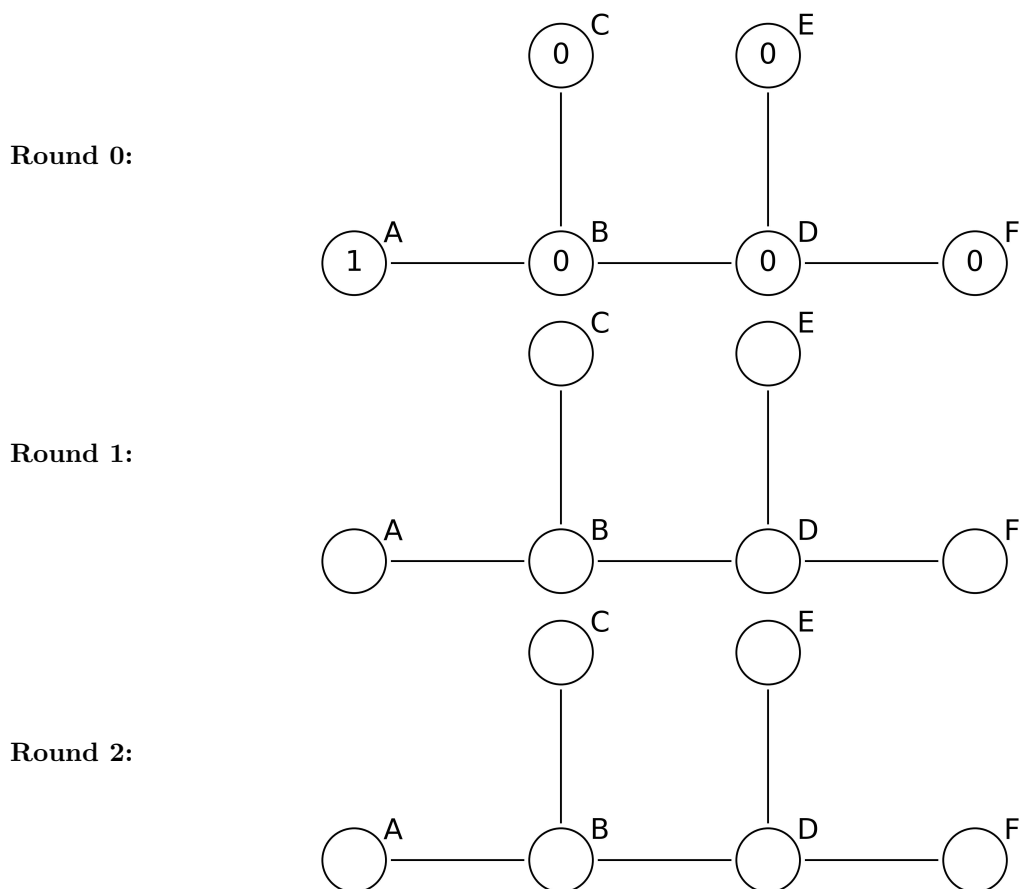 C E
0 0
Round 0:
A B D F
1 0 0 0
C E
Round 1:
A B D F
C E
Round 2:
A B D F